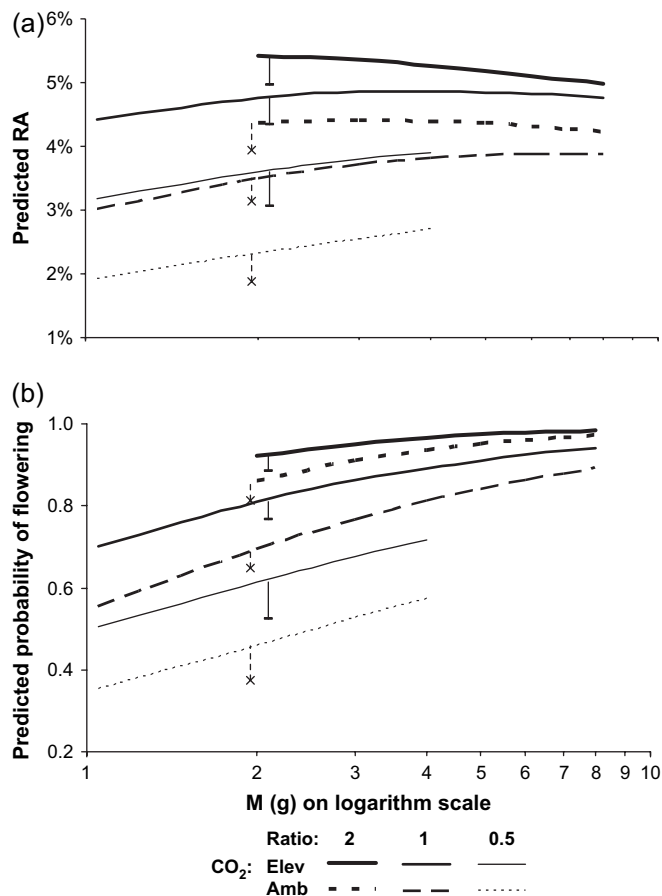 (a)
6%
5%
4%
3%
2%
1%
Predicted RA
(b)
1.0
0.8
0.6
0.4
0.2
Predicted probability of flowering
1 2 3 4 5 6 7 8 9 10
M (g) on logarithm scale
Ratio: 2 1 0.5
CO₂: Elev
Amb